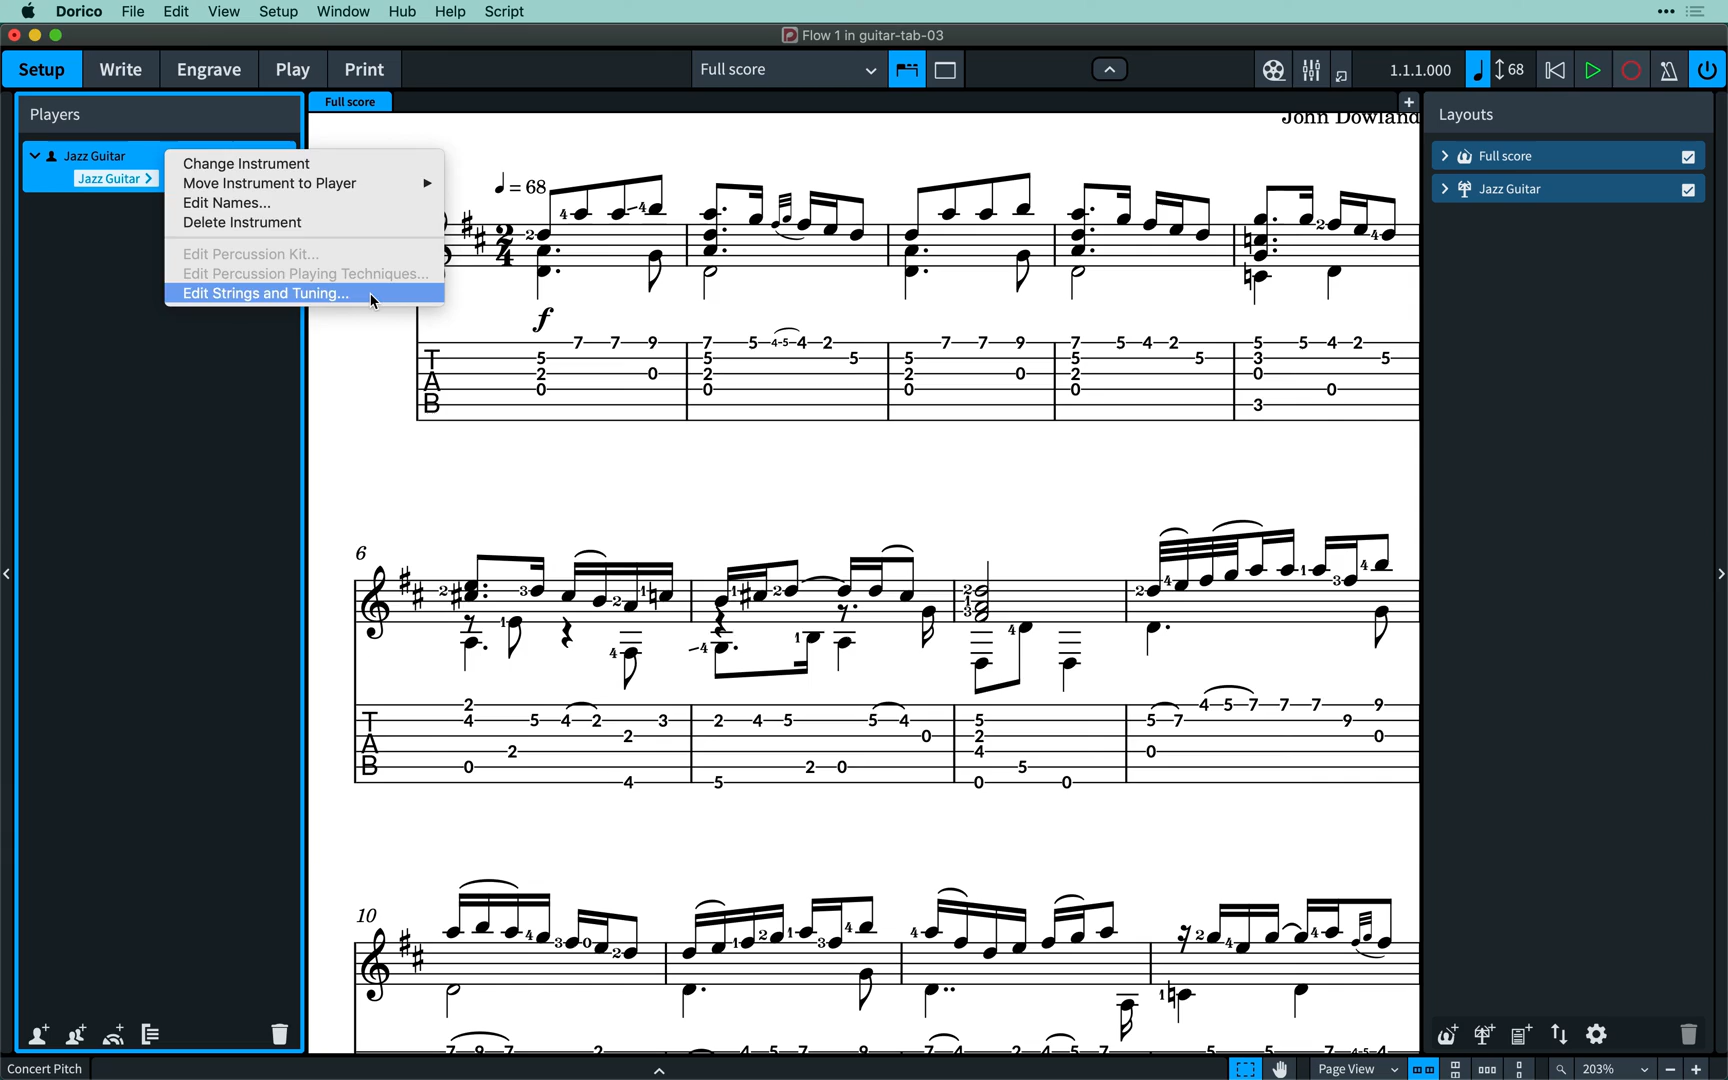 Dorico File Edit View Setup Window Hub Help Script
Flow 1 in guitar-tab-03
Setup Write Engrave Play Print
Full score
1.1.1.000
68
Players
Full score
Layouts
Jazz Guitar
Jazz Guitar
Change Instrument
Move Instrument to Player
Edit Names...
Delete Instrument
Edit Percussion Kit...
Edit Percussion Playing Techniques...
Edit Strings and Tuning...
Full score
Jazz Guitar
John Dowland
= 68
f
T
A
B
6
T
A
B
10
Concert Pitch
Page View
203%